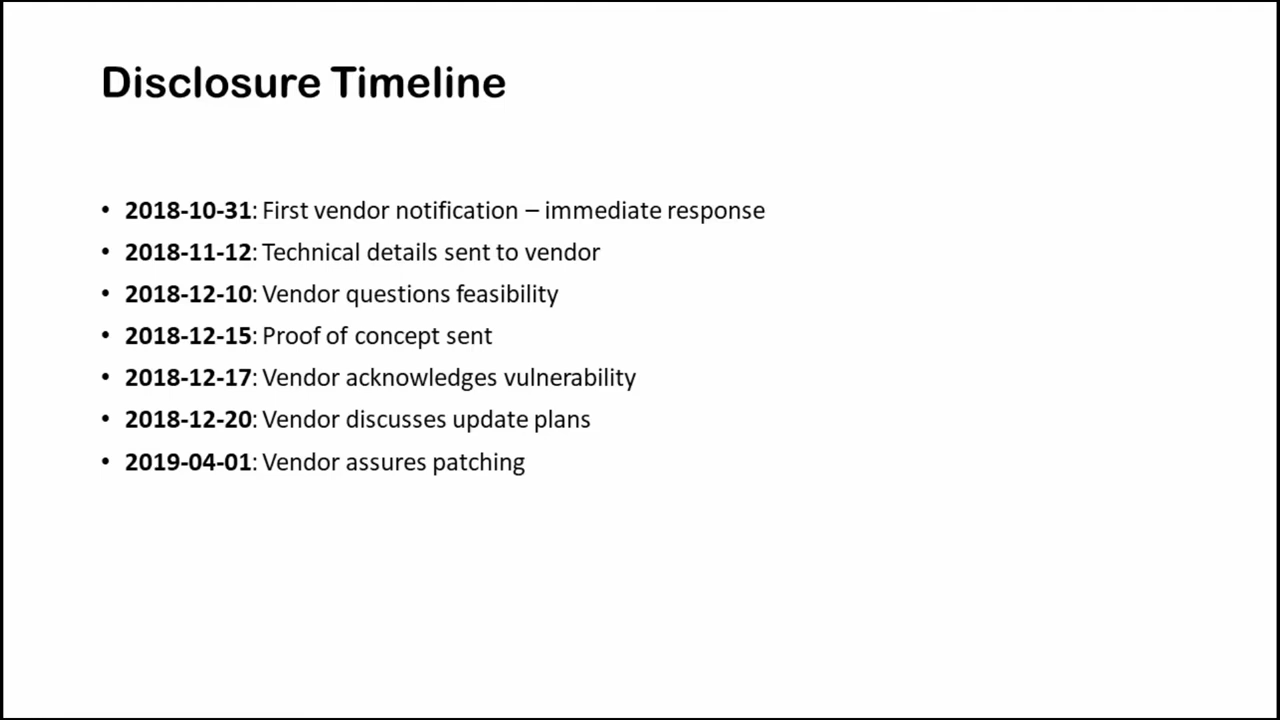 Disclosure Timeline
• 2018-10-31: First vendor notification – immediate response
• 2018-11-12: Technical details sent to vendor
• 2018-12-10: Vendor questions feasibility
• 2018-12-15: Proof of concept sent
• 2018-12-17: Vendor acknowledges vulnerability
• 2018-12-20: Vendor discusses update plans
• 2019-04-01: Vendor assures patching